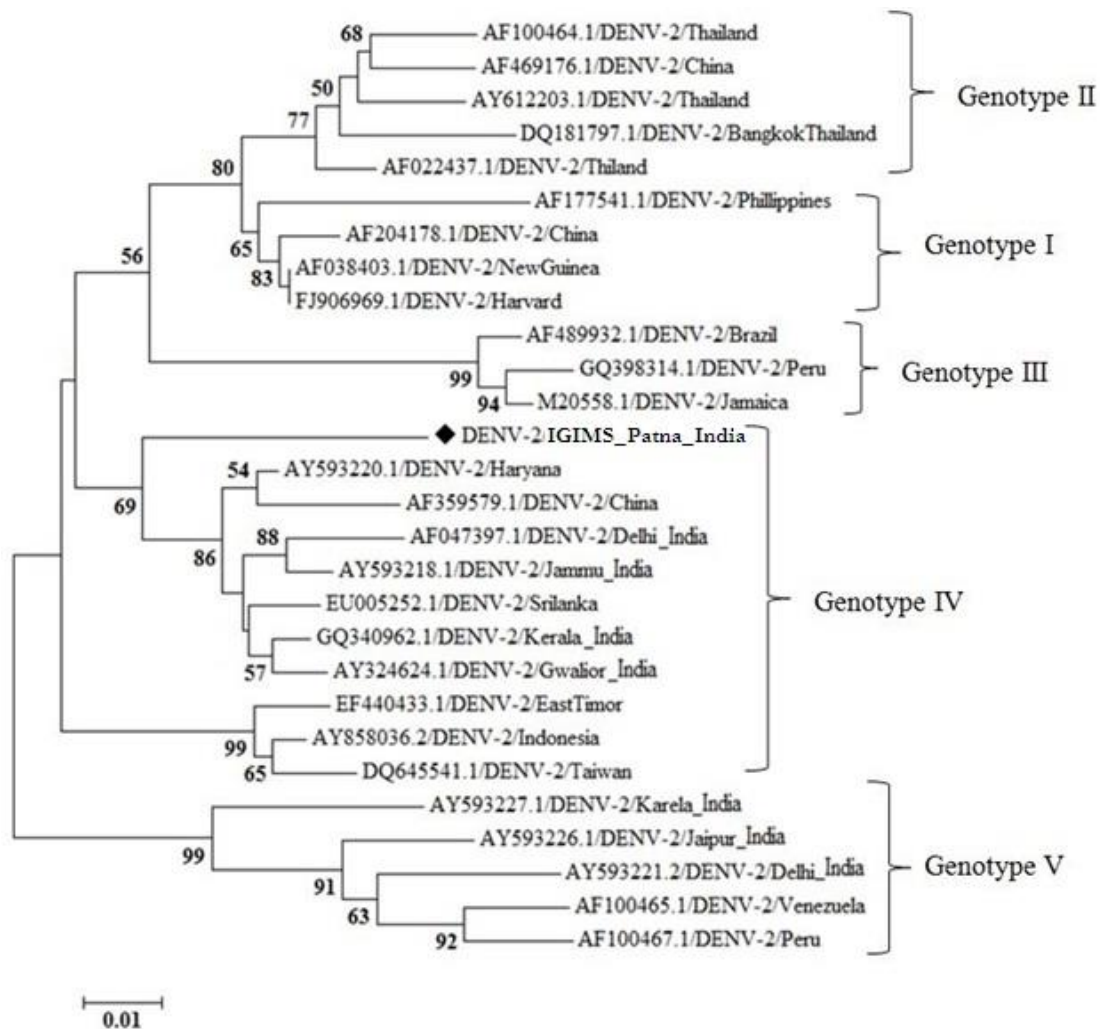 68
AF100464.1/DENV-2/Thailand
AF469176.1/DENV-2/China
50
AY612203.1/DENV-2/Thailand
77
DQ181797.1/DENV-2/BangkokThailand
AF022437.1/DENV-2/Thiland
Genotype II
80
AF177541.1/DENV-2/Phillippines
65
AF204178.1/DENV-2/China
83
AF038403.1/DENV-2/NewGuinea
FJ906969.1/DENV-2/Harvard
Genotype I
56
AF489932.1/DENV-2/Brazil
99
GQ398314.1/DENV-2/Peru
94
M20558.1/DENV-2/Jamaica
Genotype III
DENV-2/IGIMS_Patna_India
69
54
AY593220.1/DENV-2/Haryana
AF359579.1/DENV-2/China
86
88
AF047397.1/DENV-2/Delhi_India
AY593218.1/DENV-2/Jammu_India
EU005252.1/DENV-2/Srilanka
GQ340962.1/DENV-2/Kerala_India
57
AY324624.1/DENV-2/Gwalior_India
EF440433.1/DENV-2/EastTimor
99
AY858036.2/DENV-2/Indonesia
65
DQ645541.1/DENV-2/Taiwan
Genotype IV
AY593227.1/DENV-2/Karela_India
99
AY593226.1/DENV-2/Jaipur_India
91
AY593221.2/DENV-2/Delhi_India
63
AF100465.1/DENV-2/Venezuela
92
AF100467.1/DENV-2/Peru
Genotype V
0.01